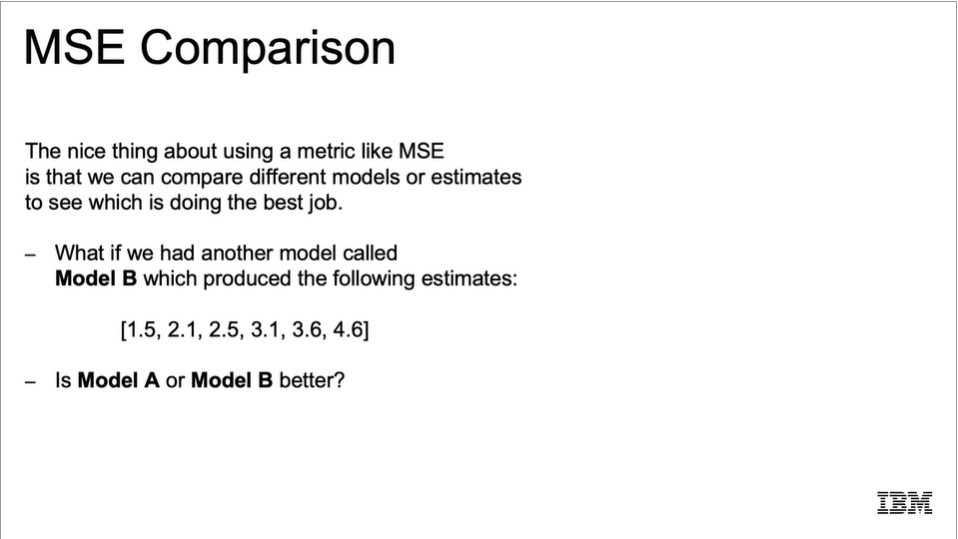 MSE Comparison
The nice thing about using a metric like MSE
is that we can compare different models or estimates
to see which is doing the best job.
– What if we had another model called
Model B which produced the following estimates:
[1.5, 2.1, 2.5, 3.1, 3.6, 4.6]
– Is Model A or Model B better?
IBM